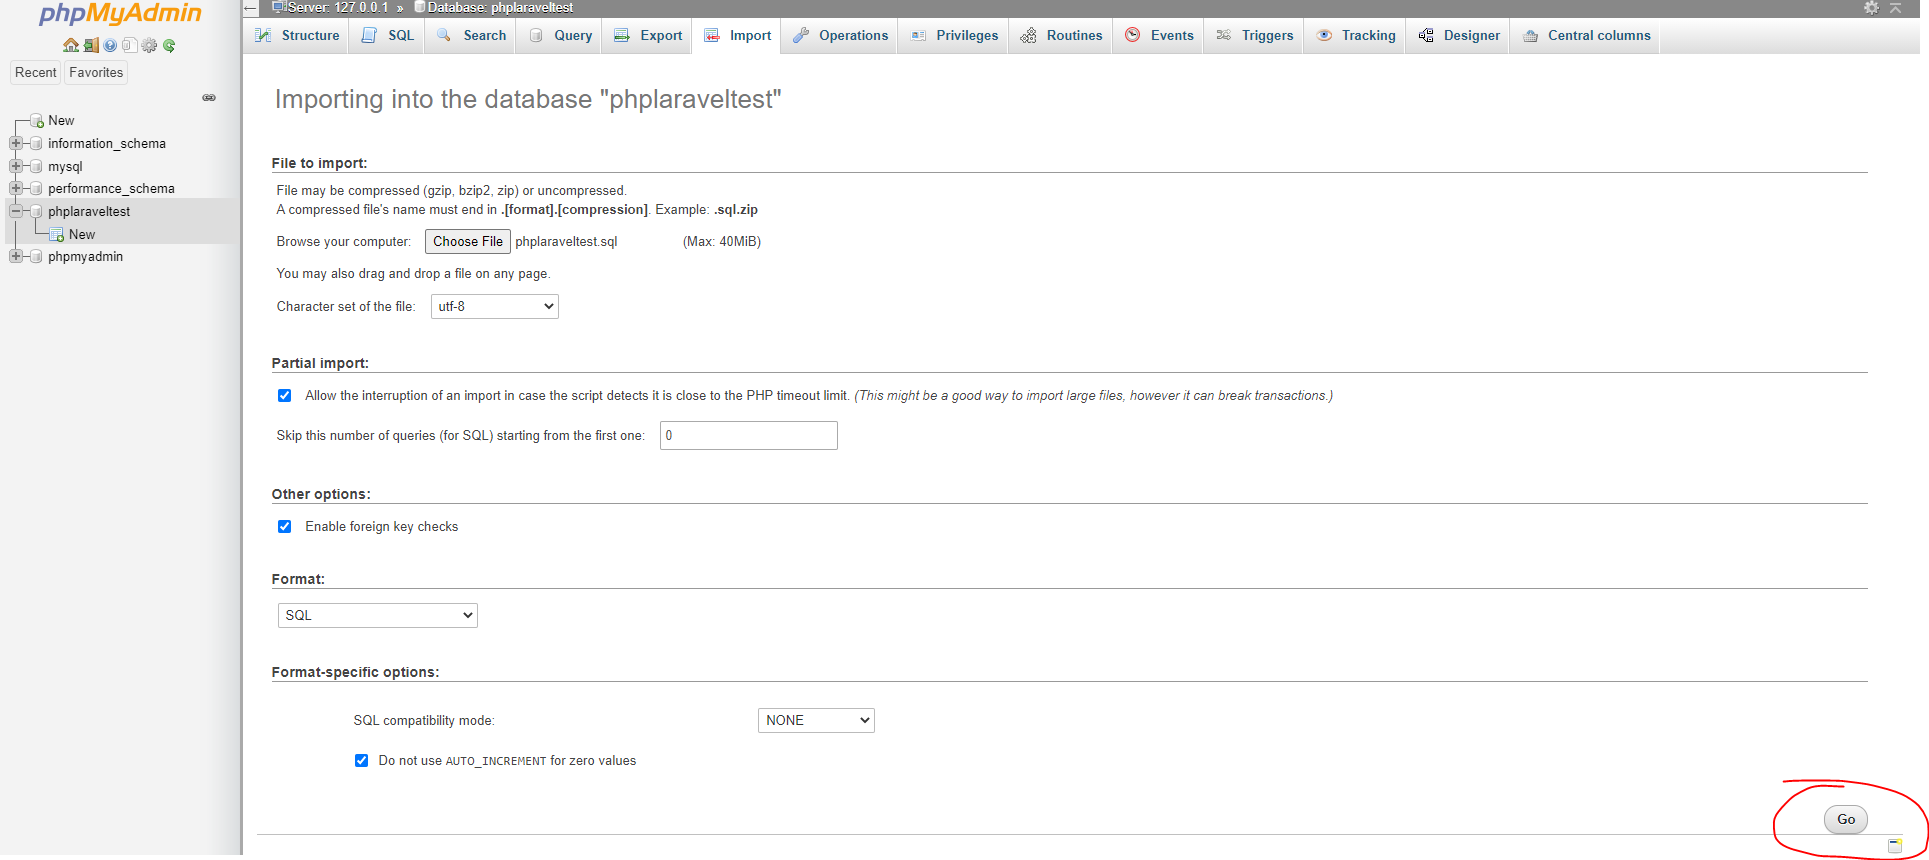 phpMyAdmin
Recent Favorites
New
information_schema
mysql
performance_schema
phplaraveltest
New
phpmyadmin
Server: 127.0.0.1 » Database: phplaraveltest
Structure SQL Search Query Export Import Operations Privileges Routines Events Triggers Tracking Designer Central columns
Importing into the database "phplaraveltest"
File to import:
File may be compressed (gzip, bzip2, zip) or uncompressed.
A compressed file's name must end in .[format].[compression]. Example: .sql.zip
Browse your computer: Choose File phplaraveltest.sql (Max: 40MiB)
You may also drag and drop a file on any page.
Character set of the file: utf-8
Partial import:
Allow the interruption of an import in case the script detects it is close to the PHP timeout limit. (This might be a good way to import large files, however it can break transactions.)
Skip this number of queries (for SQL) starting from the first one: 0
Other options:
Enable foreign key checks
Format:
SQL
Format-specific options:
SQL compatibility mode: NONE
Do not use AUTO_INCREMENT for zero values
Go